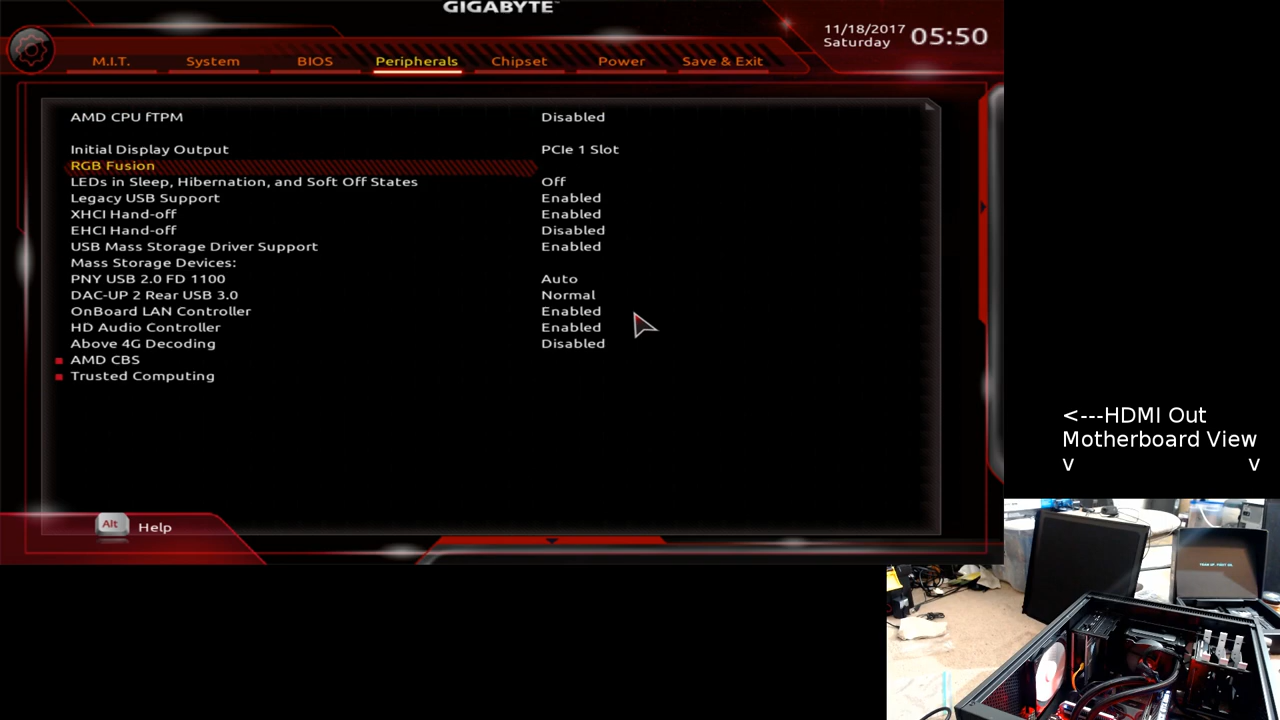 GIGABYTE™
11/18/2017
Saturday
05:50
M.I.T. System BIOS Peripherals Chipset Power Save & Exit
AMD CPU fTPM Disabled
Initial Display Output PCIe 1 Slot
RGB Fusion
LEDs in Sleep, Hibernation, and Soft Off States Off
Legacy USB Support Enabled
XHCI Hand-off Enabled
EHCI Hand-off Disabled
USB Mass Storage Driver Support Enabled
Mass Storage Devices:
PNY USB 2.0 FD 1100 Auto
DAC-UP 2 Rear USB 3.0 Normal
OnBoard LAN Controller Enabled
HD Audio Controller Enabled
Above 4G Decoding Disabled
AMD CBS
Trusted Computing
<---HDMI Out
Motherboard View
v v
Alt Help